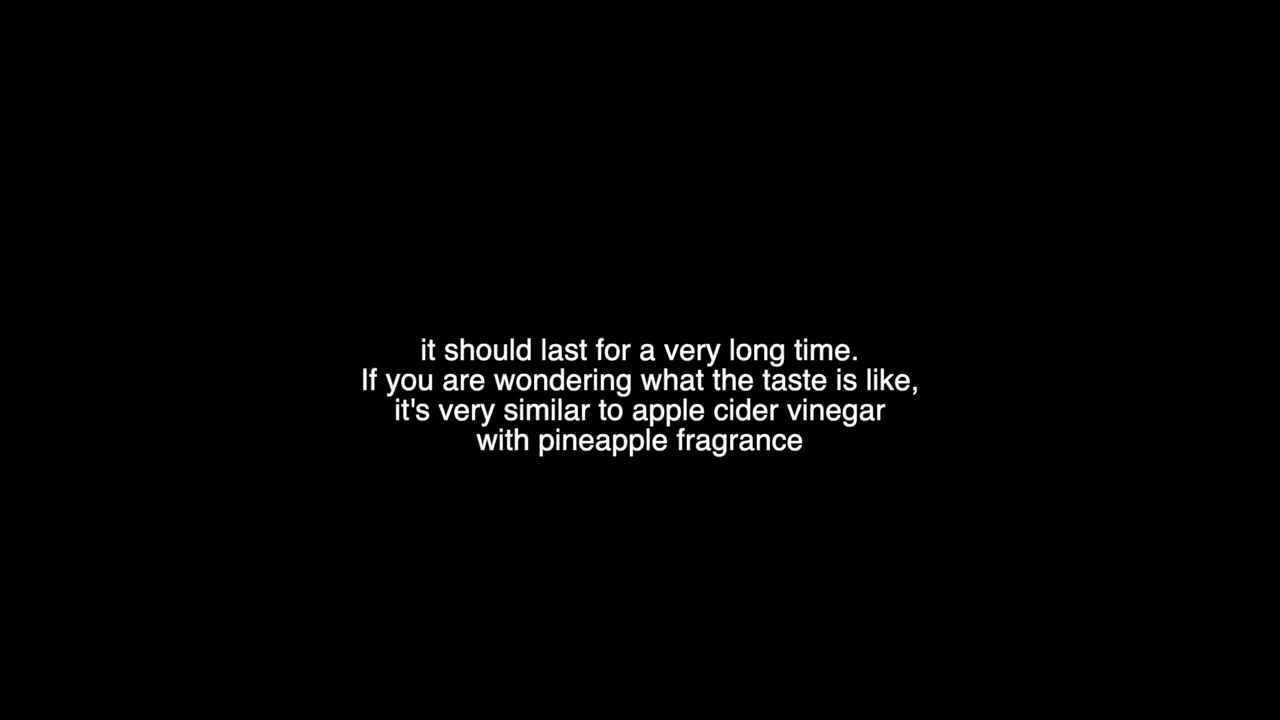 it should last for a very long time.
If you are wondering what the taste is like,
it's very similar to apple cider vinegar
with pineapple fragrance